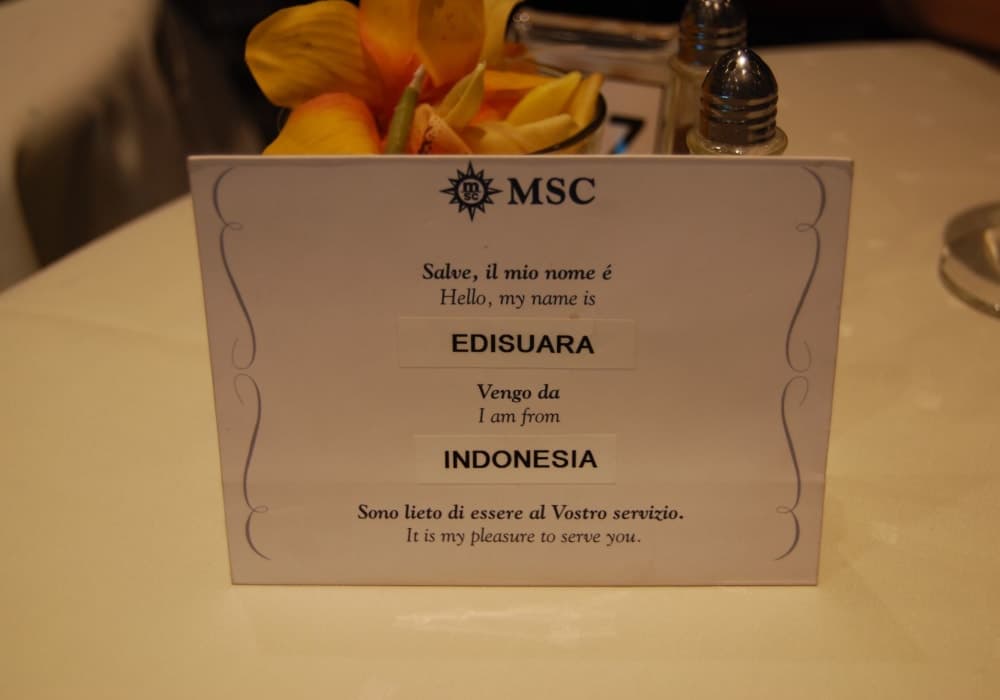 MSC
Salve, il mio nome é
Hello, my name is
EDISUARA
Vengo da
I am from
INDONESIA
Sono lieto di essere al Vostro servizio.
It is my pleasure to serve you.